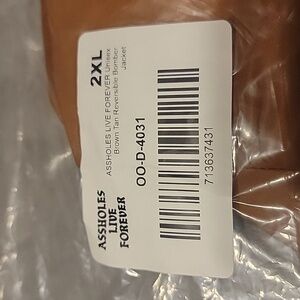 2XL
ASSHOLES LIVE FOREVER Unisex
Brown Tan Reversible Bomber
Jacket
OO-D-4031
713637431
ASSHOLES
LIVE
FOREVER